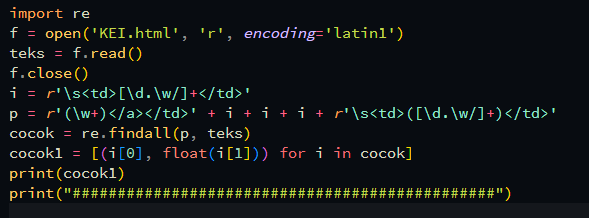 import re
f = open('KEI.html', 'r', encoding='latin1')
teks = f.read()
f.close()
i = r'\s<td>[\d.\w/]+</td>'
p = r'(\w+)</a></td>' + i + i + i + r'\s<td>([\d.\w/]+)</td>'
cocok = re.findall(p, teks)
cocok1 = [(i[0], float(i[1])) for i in cocok]
print(cocok1)
print("###############################################")